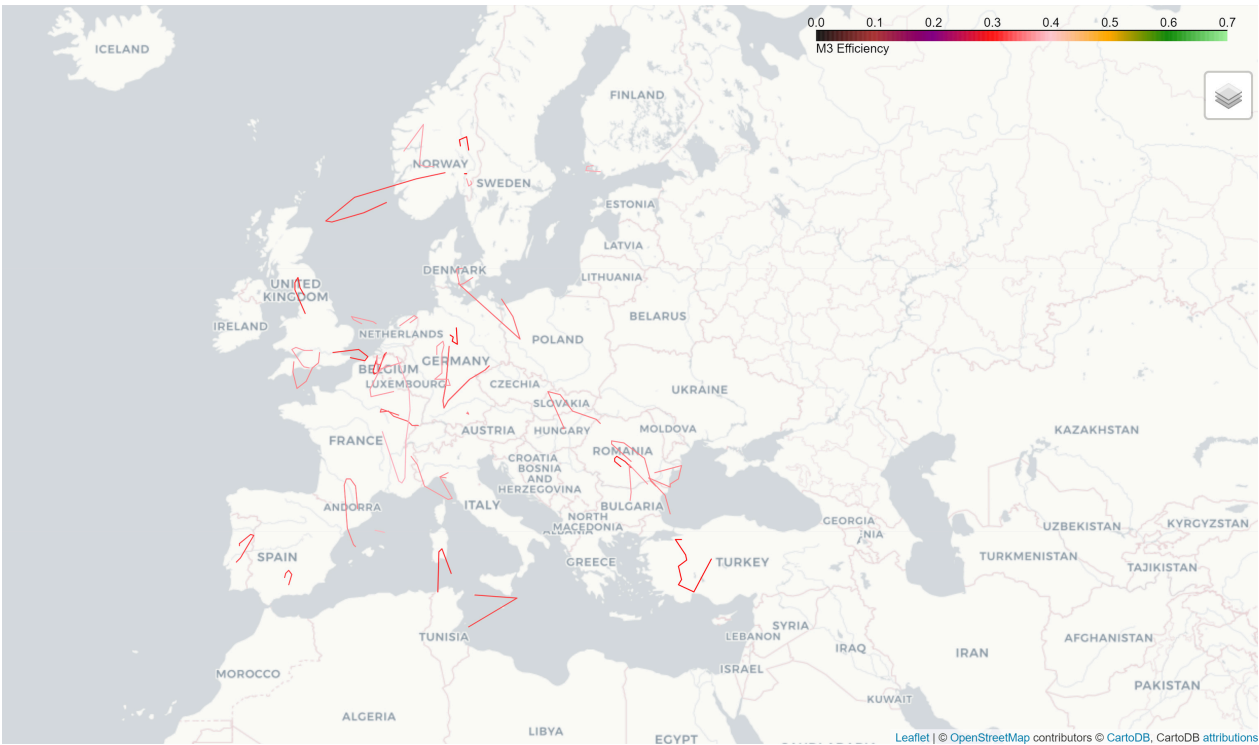 0.0 0.1 0.2 0.3 0.4 0.5 0.6 0.7
M3 Efficiency
ICELAND
FINLAND
NORWAY
SWEDEN
ESTONIA
LATVIA
DENMARK
LITHUANIA
UNITED
KINGDOM
BELARUS
IRELAND
NETHERLANDS
POLAND
GERMANY
BELGIUM
LUXEMBOURG
CZECHIA
UKRAINE
SLOVAKIA
AUSTRIA
HUNGARY
MOLDOVA
KAZAKHSTAN
FRANCE
ROMANIA
CROATIA
BOSNIA
AND
HERZEGOVINA
ANDORRA
ITALY
BULGARIA
NORTH
MACEDONIA
ALBANIA
GEORGIA
NIA
UZBEKISTAN
KYRGYZSTAN
SPAIN
GREECE
TURKEY
TURKMENISTAN
TAJIKISTAN
SYRIA
TUNISIA
LEBANON
AFGHANISTAN
IRAQ
IRAN
ISRAEL
MOROCCO
PAKISTAN
KUWAIT
ALGERIA
LIBYA
EGYPT
Leaflet | © OpenStreetMap contributors © CartoDB, CartoDB attributions